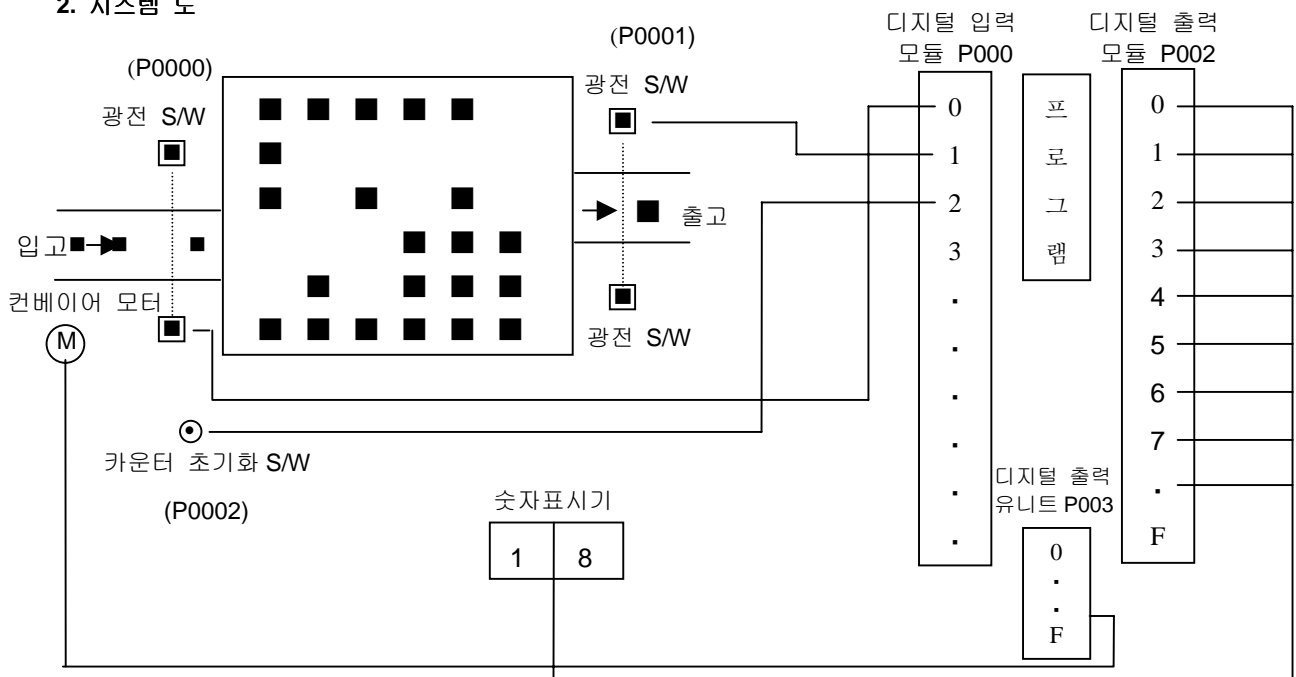 2. 시스템 도
(P0000)
광전 S/W
(P0001)
광전 S/W
디지털 입력
모듈 P000
디지털 출력
모듈 P002
입고
출고
컨베이어 모터
M
광전 S/W
카운터 초기화 S/W
(P0002)
숫자표시기
1 8
0
1
2
3
.
.
.
.
.
.
프
로
그
램
0
1
2
3
4
5
6
7
.
F
디지털 출력
유니트 P003
0
.
.
F